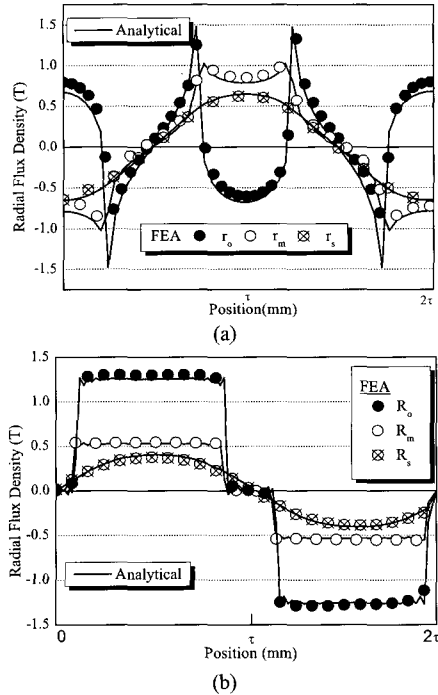 1.5
1.0
0.5
0.0
-0.5
-1.0
-1.5
Radial Flux Density (T)
Analytical
FEA r_o r_m r_s
τ 2τ
Position(mm)
(a)
1.5
1.0
0.5
0.0
-0.5
-1.0
-1.5
Radial Flux Density (T)
FEA
R_o
R_m
R_s
Analytical
0 τ 2τ
Position (mm)
(b)